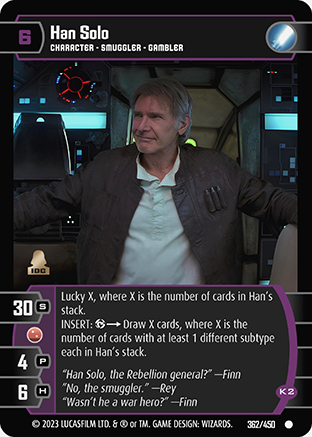 6 Han Solo
CHARACTER - SMUGGLER - GAMBLER
IDC
30 S
4 P
6 H
Lucky X, where X is the number of cards in Han's
stack.
INSERT: → Draw X cards, where X is the
number of cards with at least 1 different subtype
each in Han's stack.
“Han Solo, the Rebellion general?” —Finn
“No, the smuggler.” —Rey
“Wasn't he a war hero?” —Finn
K2
© 2023 LUCASFILM LTD. & ® or TM. GAME DESIGN: WIZARDS.
362/450